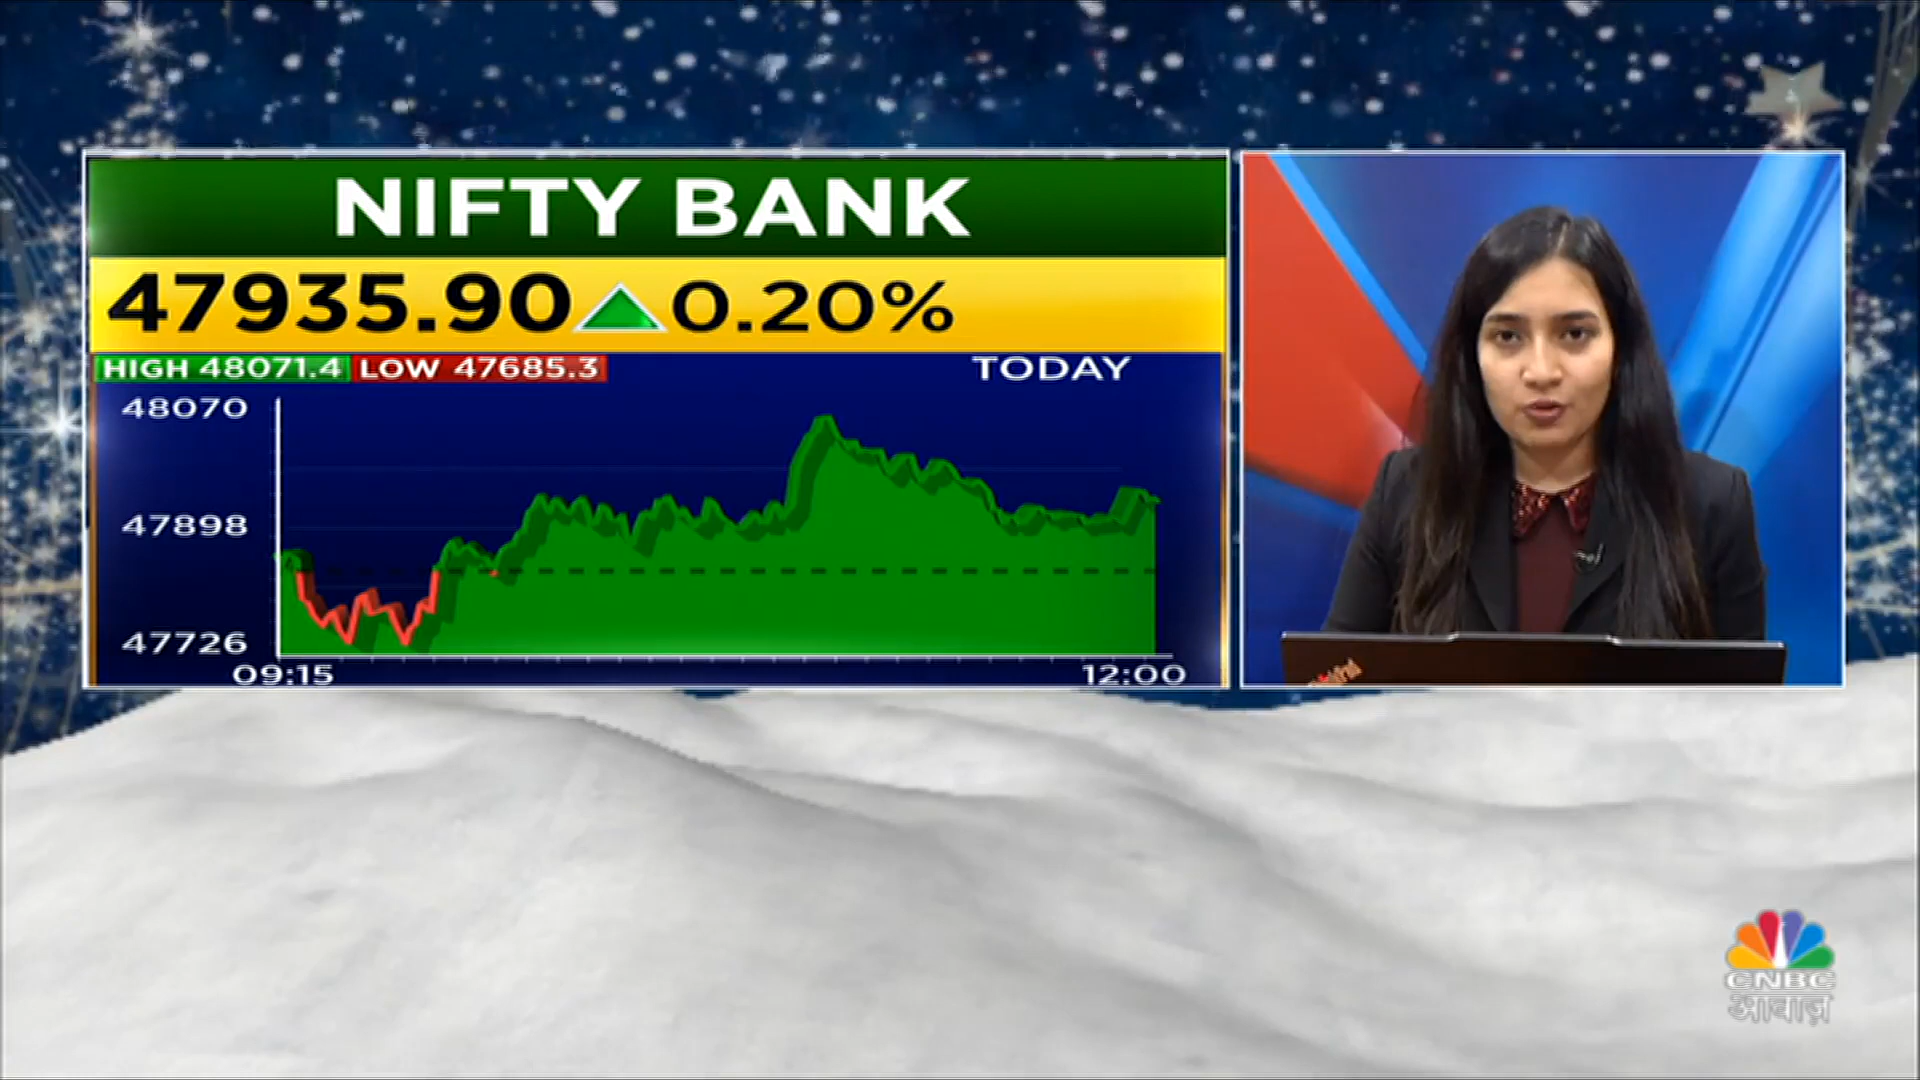 NIFTY BANK
47935.90 0.20%
HIGH 48071.4 LOW 47685.3 TODAY
48070
47898
47726
09:15 12:00
CNBC
आवाज़